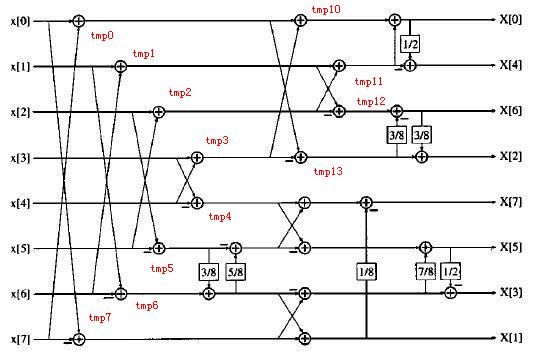 x[0] tmp0 tmp10 X[0]
1/2
x[1] tmp1 tmp11 X[4]
x[2] tmp2 tmp12 X[6]
3/8 3/8
x[3] tmp3 tmp13 X[2]
x[4] tmp4 X[7]
x[5] tmp5 X[5]
3/8 5/8 1/8 7/8 1/2
x[6] tmp6 X[3]
x[7] tmp7 X[1]